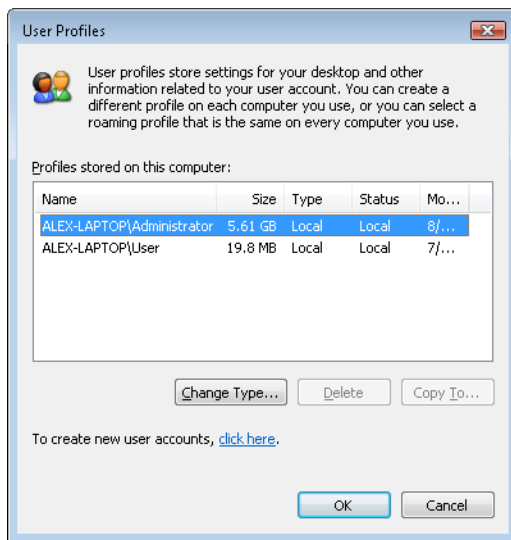 User Profiles
User profiles store settings for your desktop and other
information related to your user account. You can create a
different profile on each computer you use, or you can select a
roaming profile that is the same on every computer you use.
Profiles stored on this computer:
Name Size Type Status Mo...
ALEX-LAPTOP\Administrator 5.61 GB Local Local 8/...
ALEX-LAPTOP\User 19.8 MB Local Local 7/...
Change Type... Delete Copy To...
To create new user accounts, click here.
OK Cancel